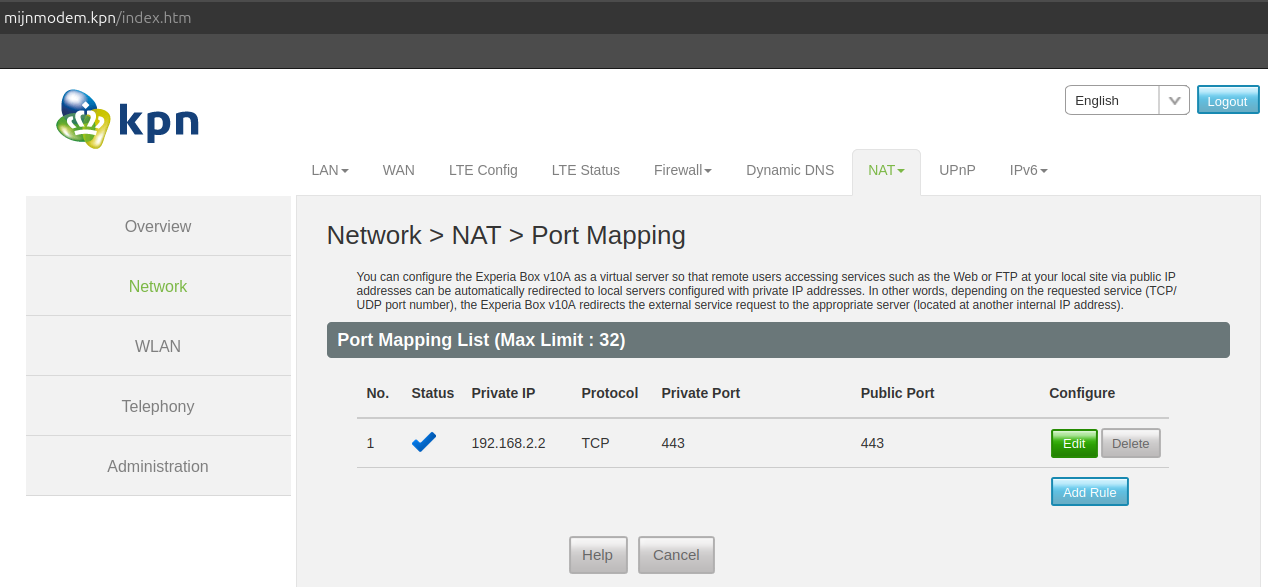 mijnmodem.kpn/index.htm
kpn
English
Logout
LAN WAN LTE Config LTE Status Firewall Dynamic DNS NAT UPnP IPv6
Overview
Network
WLAN
Telephony
Administration
Network > NAT > Port Mapping
You can configure the Experia Box v10A as a virtual server so that remote users accessing services such as the Web or FTP at your local site via public IP
addresses can be automatically redirected to local servers configured with private IP addresses. In other words, depending on the requested service (TCP/
UDP port number), the Experia Box v10A redirects the external service request to the appropriate server (located at another internal IP address).
Port Mapping List (Max Limit : 32)
No. Status Private IP Protocol Private Port Public Port Configure
1 192.168.2.2 TCP 443 443 Edit Delete
Add Rule
Help Cancel